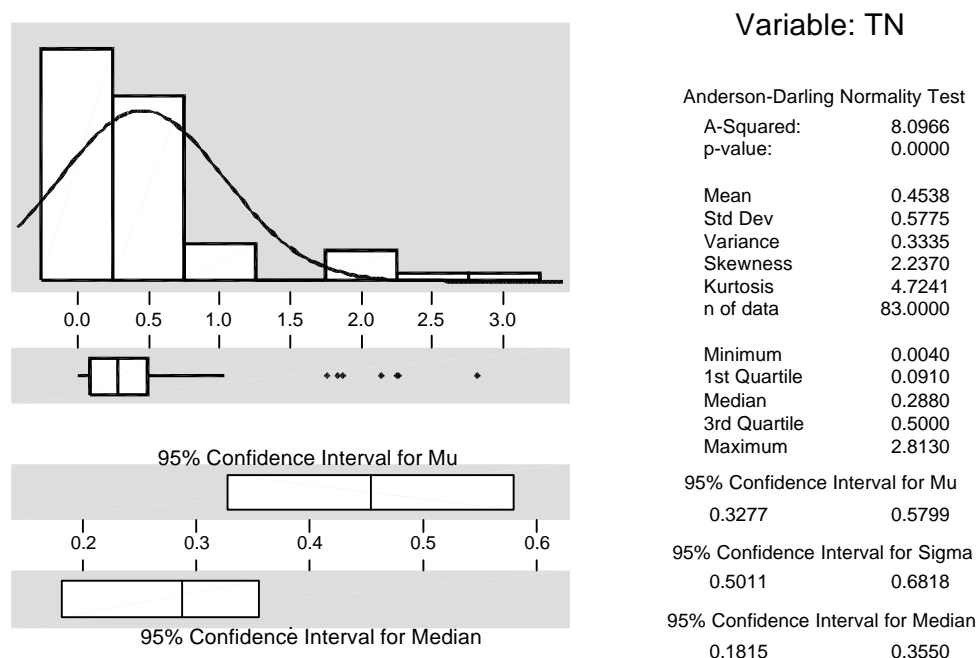 Variable: TN
0.0 0.5 1.0 1.5 2.0 2.5 3.0
95% Confidence Interval for Mu
0.2 0.3 0.4 0.5 0.6
95% Confidence Interval for Median
Anderson-Darling Normality Test
A-Squared: 8.0966
p-value: 0.0000
Mean 0.4538
Std Dev 0.5775
Variance 0.3335
Skewness 2.2370
Kurtosis 4.7241
n of data 83.0000
Minimum 0.0040
1st Quartile 0.0910
Median 0.2880
3rd Quartile 0.5000
Maximum 2.8130
95% Confidence Interval for Mu
0.3277 0.5799
95% Confidence Interval for Sigma
0.5011 0.6818
95% Confidence Interval for Median
0.1815 0.3550